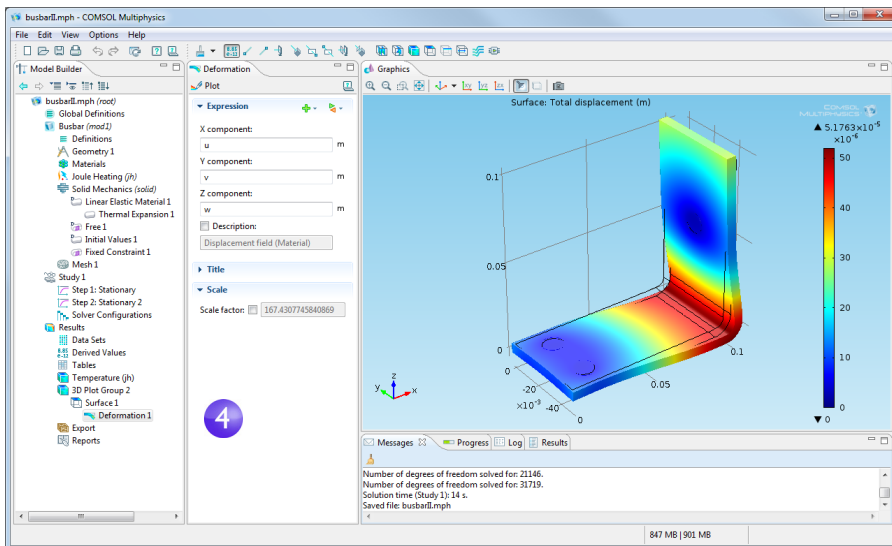 busbarII.mph - COMSOL Multiphysics
File Edit View Options Help
Model Builder
busbarII.mph (root)
Global Definitions
Busbar (mod1)
Definitions
Geometry 1
Materials
Joule Heating (jh)
Solid Mechanics (solid)
Linear Elastic Material 1
Thermal Expansion 1
Free 1
Initial Values 1
Fixed Constraint 1
Mesh 1
Study 1
Step 1: Stationary
Step 2: Stationary 2
Solver Configurations
Results
Data Sets
Derived Values
Tables
Temperature (jh)
3D Plot Group 2
Surface 1
Deformation 1
Export
Reports
Deformation
Plot
Expression
X component:
u m
Y component:
v m
Z component:
w m
Description:
Displacement field (Material)
Title
Scale
Scale factor: 167.4307745840869
4
Graphics
Surface: Total displacement (m)
COMSOL
MULTIPHYSICS
▲ 5.1763×10⁻⁵
×10⁻⁶
50
40
30
20
10
0
▼ 0
0.1
0.05
0
0
-20
×10⁻³ -40
0
0.05
0.1
y z x
Messages Progress Log Results
Number of degrees of freedom solved for: 21146.
Number of degrees of freedom solved for: 31719.
Solution time (Study 1): 14 s.
Saved file: busbarII.mph
847 MB | 901 MB